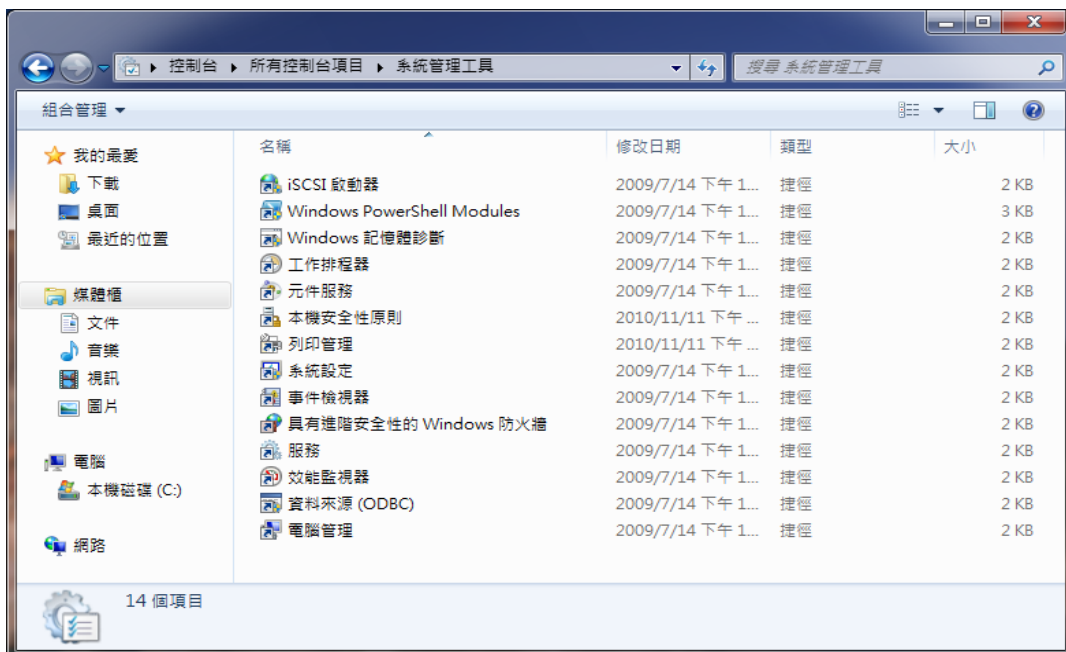 控制台 ▸ 所有控制台項目 ▸ 系統管理工具
搜尋 系統管理工具
組合管理
我的最愛
下載
桌面
最近的位置
媒體櫃
文件
音樂
視訊
圖片
電腦
本機磁碟 (C:)
網路
名稱 修改日期 類型 大小
iSCSI 啟動器 2009/7/14 下午 1... 捷徑 2 KB
Windows PowerShell Modules 2009/7/14 下午 1... 捷徑 3 KB
Windows 記憶體診斷 2009/7/14 下午 1... 捷徑 2 KB
工作排程器 2009/7/14 下午 1... 捷徑 2 KB
元件服務 2009/7/14 下午 1... 捷徑 2 KB
本機安全性原則 2010/11/11 下午 ... 捷徑 2 KB
列印管理 2010/11/11 下午 ... 捷徑 2 KB
系統設定 2009/7/14 下午 1... 捷徑 2 KB
事件檢視器 2009/7/14 下午 1... 捷徑 2 KB
具有進階安全性的 Windows 防火牆 2009/7/14 下午 1... 捷徑 2 KB
服務 2009/7/14 下午 1... 捷徑 2 KB
效能監視器 2009/7/14 下午 1... 捷徑 2 KB
資料來源 (ODBC) 2009/7/14 下午 1... 捷徑 2 KB
電腦管理 2009/7/14 下午 1... 捷徑 2 KB
14 個項目